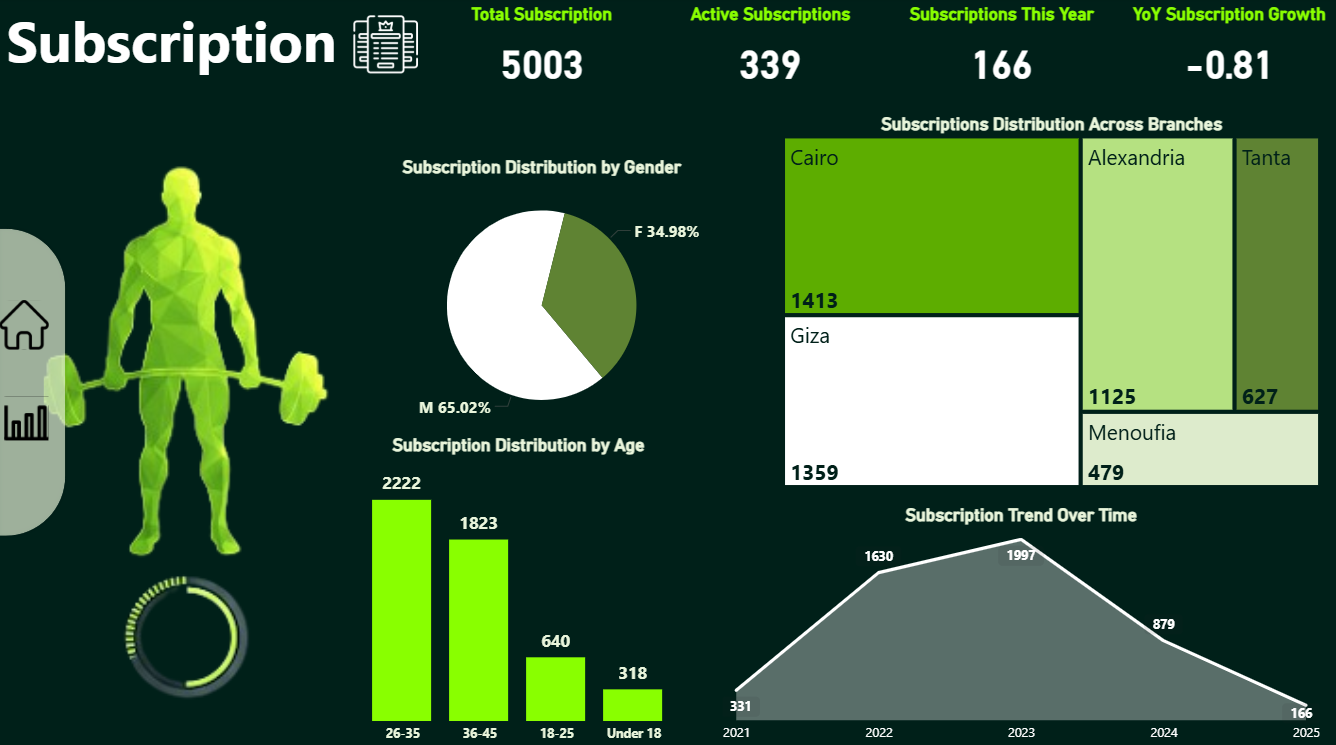 Subscription
Total Subscription
5003
Active Subscriptions
339
Subscriptions This Year
166
YoY Subscription Growth
-0.81
Subscription Distribution by Gender
F 34.98%
M 65.02%
Subscriptions Distribution Across Branches
Cairo
1413
Giza
1359
Alexandria
1125
Tanta
627
Menoufia
479
Subscription Distribution by Age
2222
1823
640
318
26-35
36-45
18-25
Under 18
Subscription Trend Over Time
331
1630
1997
879
166
2021
2022
2023
2024
2025